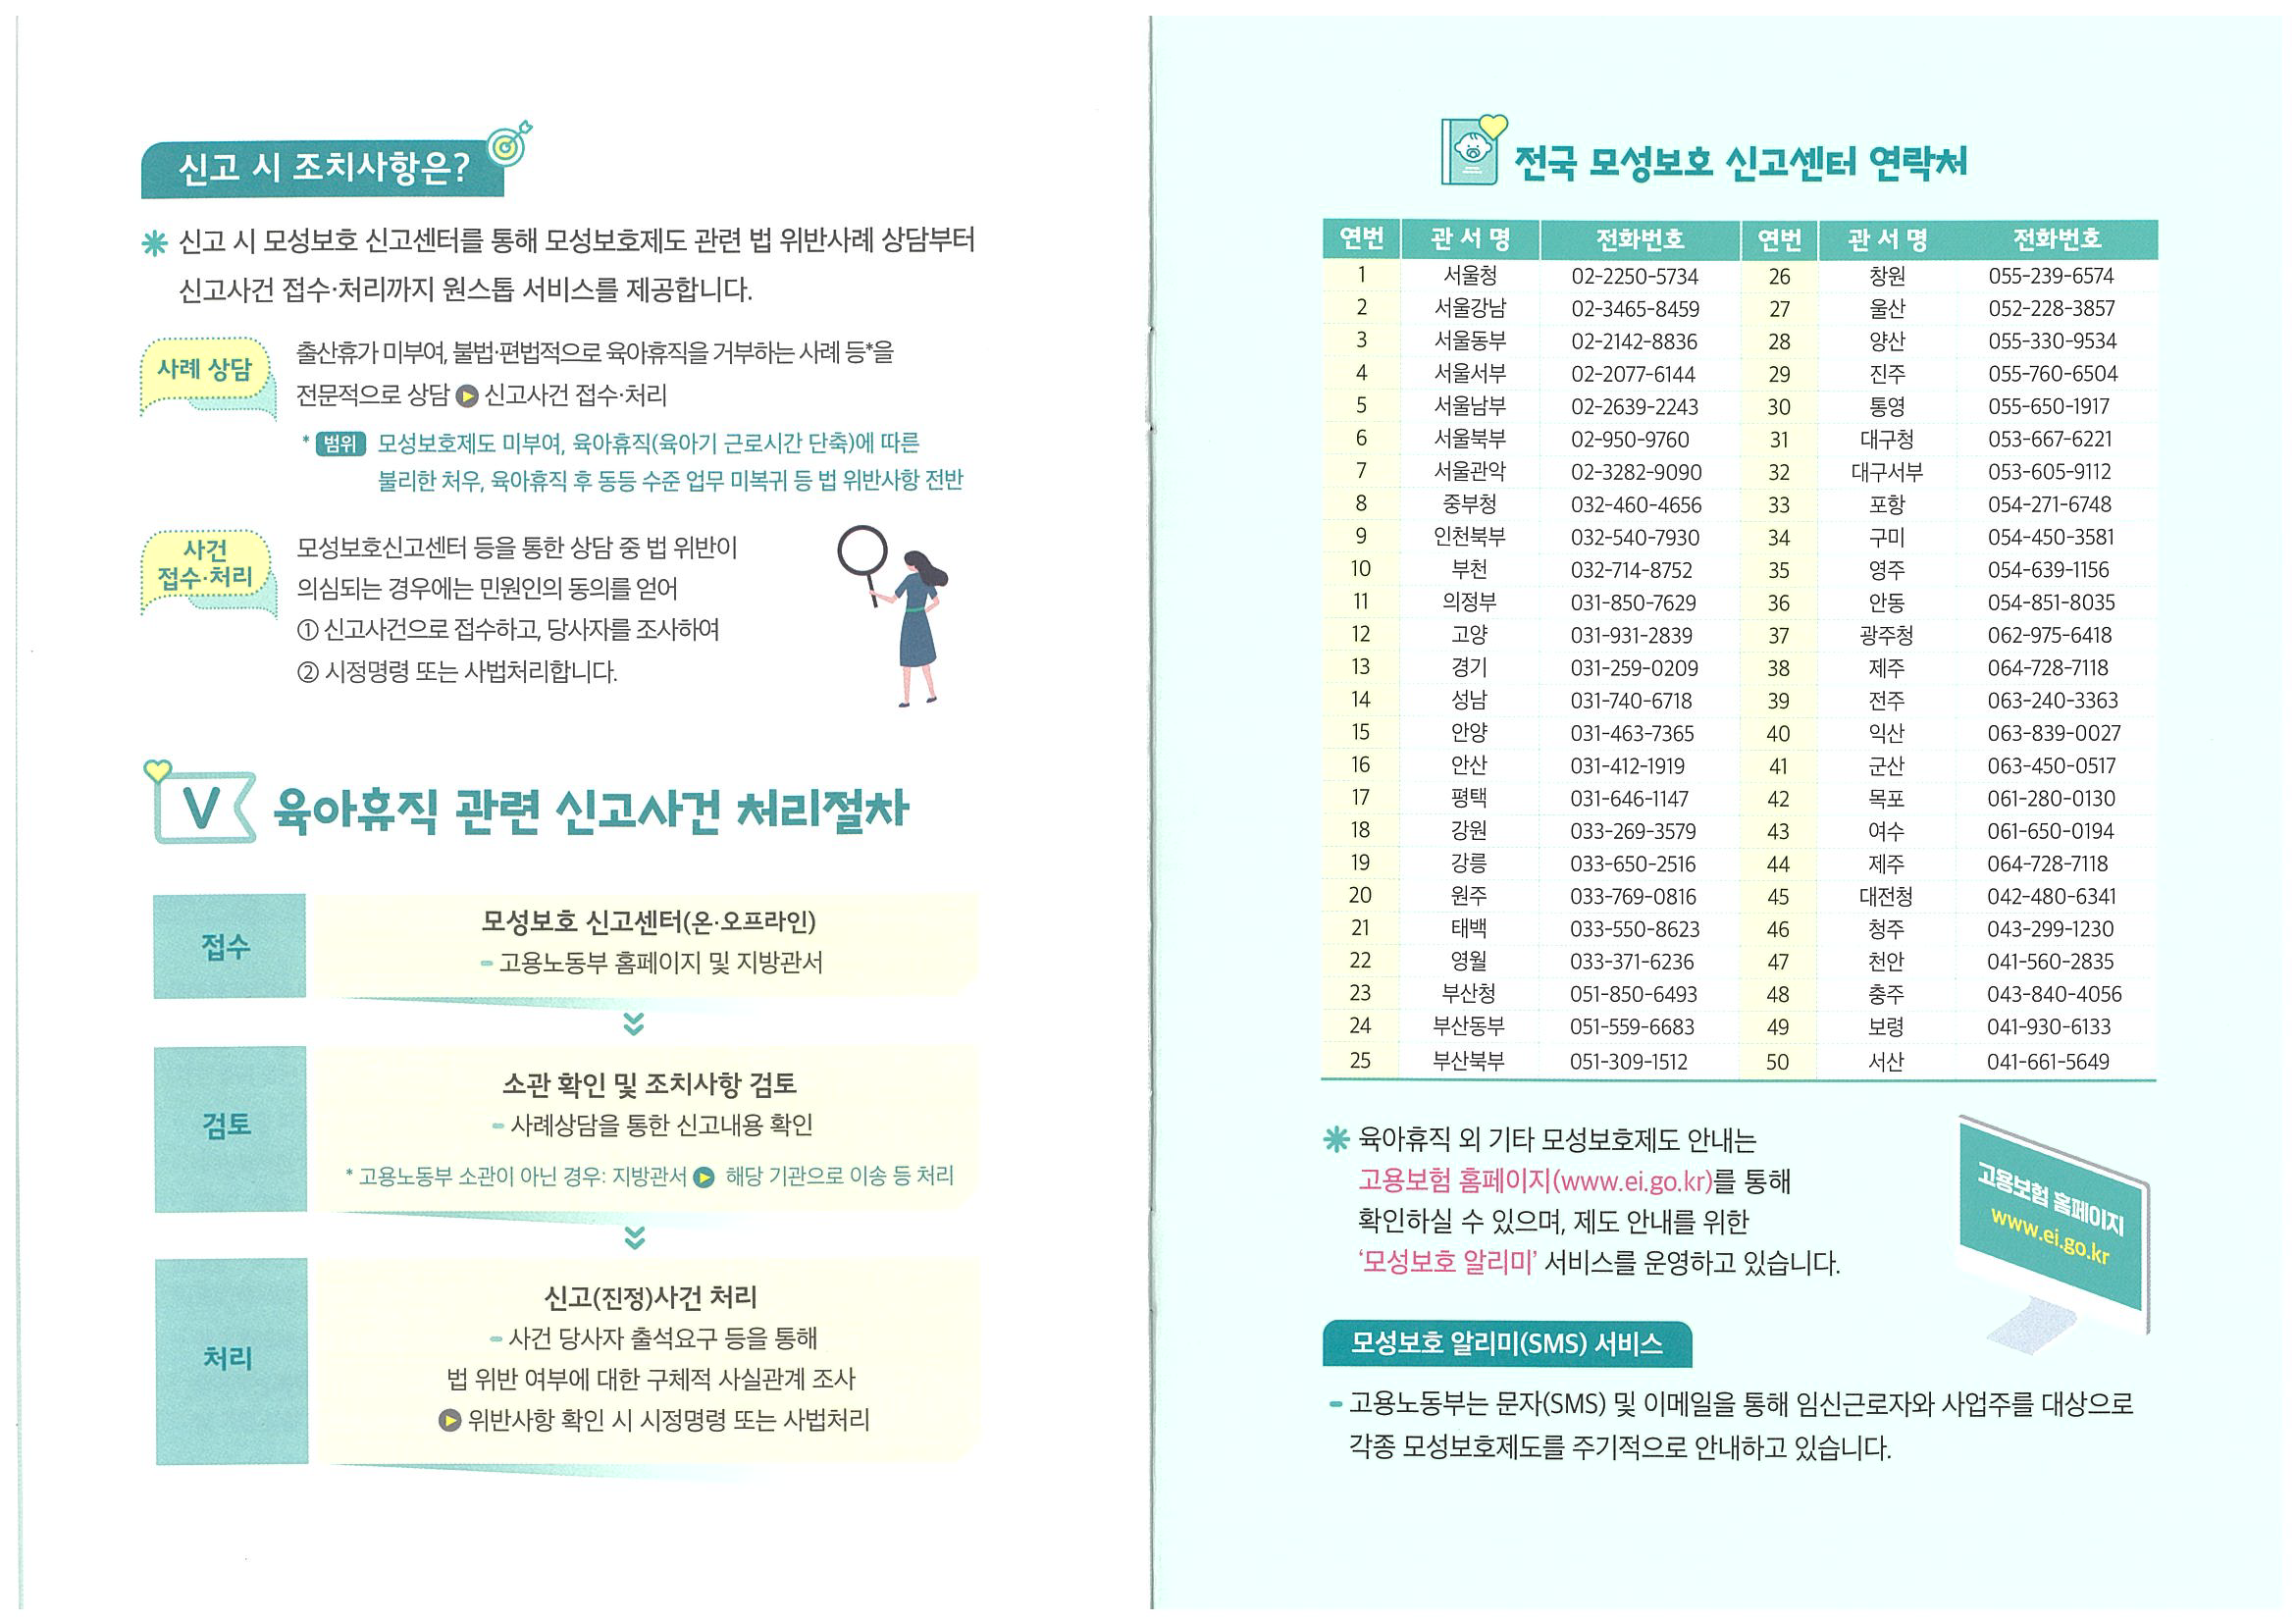 신고 시 조치사항은?
신고 시 모성보호 신고센터를 통해 모성보호제도 관련 법 위반사례 상담부터
신고사건 접수·처리까지 원스톱 서비스를 제공합니다.
사례 상담
출산휴가 미부여, 불법·편법적으로 육아휴직을 거부하는 사례 등*을
전문적으로 상담 ▶ 신고사건 접수·처리
* 범위 모성보호제도 미부여, 육아휴직(육아기 근로시간 단축)에 따른
불리한 처우, 육아휴직 후 동등 수준 업무 미복귀 등 법 위반사항 전반
사건
접수·처리
모성보호신고센터 등을 통한 상담 중 법 위반이
의심되는 경우에는 민원인의 동의를 얻어
① 신고사건으로 접수하고, 당사자를 조사하여
② 시정명령 또는 사법처리합니다.
V 육아휴직 관련 신고사건 처리절차
접수
모성보호 신고센터(온·오프라인)
- 고용노동부 홈페이지 및 지방관서
검토
소관 확인 및 조치사항 검토
- 사례상담을 통한 신고내용 확인
* 고용노동부 소관이 아닌 경우: 지방관서 ▶ 해당 기관으로 이송 등 처리
처리
신고(진정)사건 처리
- 사건 당사자 출석요구 등을 통해
법 위반 여부에 대한 구체적 사실관계 조사
▶ 위반사항 확인 시 시정명령 또는 사법처리
전국 모성보호 신고센터 연락처
연번 관 서 명 전화번호 연번 관 서 명 전화번호
1 서울청 02-2250-5734 26 창원 055-239-6574
2 서울강남 02-3465-8459 27 울산 052-228-3857
3 서울동부 02-2142-8836 28 양산 055-330-9534
4 서울서부 02-2077-6144 29 진주 055-760-6504
5 서울남부 02-2639-2243 30 통영 055-650-1917
6 서울북부 02-950-9760 31 대구청 053-667-6221
7 서울관악 02-3282-9090 32 대구서부 053-605-9112
8 중부청 032-460-4656 33 포항 054-271-6748
9 인천북부 032-540-7930 34 구미 054-450-3581
10 부천 032-714-8752 35 영주 054-639-1156
11 의정부 031-850-7629 36 안동 054-851-8035
12 고양 031-931-2839 37 광주청 062-975-6418
13 경기 031-259-0209 38 제주 064-728-7118
14 성남 031-740-6718 39 전주 063-240-3363
15 안양 031-463-7365 40 익산 063-839-0027
16 안산 031-412-1919 41 군산 063-450-0517
17 평택 031-646-1147 42 목포 061-280-0130
18 강원 033-269-3579 43 여수 061-650-0194
19 강릉 033-650-2516 44 제주 064-728-7118
20 원주 033-769-0816 45 대전청 042-480-6341
21 태백 033-550-8623 46 청주 043-299-1230
22 영월 033-371-6236 47 천안 041-560-2835
23 부산청 051-850-6493 48 충주 043-840-4056
24 부산동부 051-559-6683 49 보령 041-930-6133
25 부산북부 051-309-1512 50 서산 041-661-5649
육아휴직 외 기타 모성보호제도 안내는
고용보험 홈페이지(www.ei.go.kr)를 통해
확인하실 수 있으며, 제도 안내를 위한
‘모성보호 알리미’ 서비스를 운영하고 있습니다.
고용보험 홈페이지
www.ei.go.kr
모성보호 알리미(SMS) 서비스
- 고용노동부는 문자(SMS) 및 이메일을 통해 임신근로자와 사업주를 대상으로
각종 모성보호제도를 주기적으로 안내하고 있습니다.